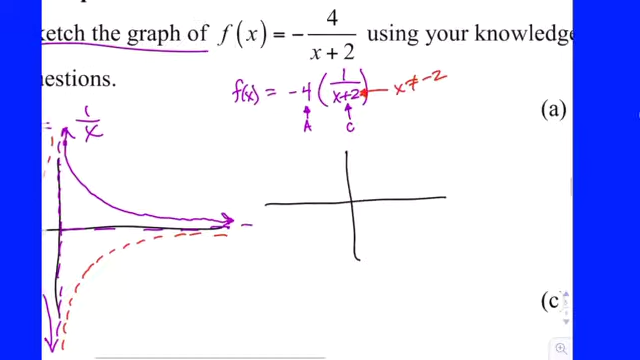 ketch the graph of f(x) = - 4/(x + 2) using your knowledge
estions.
f(x) = -4 ( 1/(x+2) ) x ≠ -2
A C
(a)
1/x
(c)